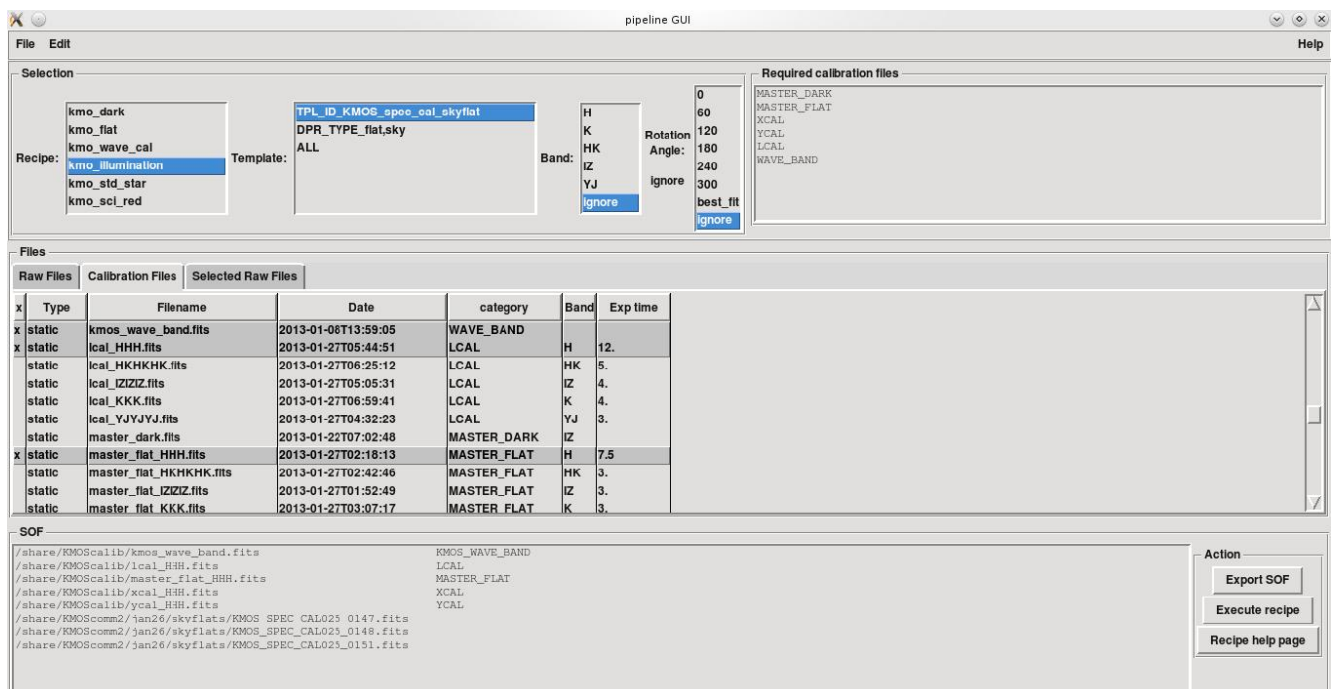 pipeline GUI
File Edit Help
Selection
Recipe:
kmo_dark
kmo_flat
kmo_wave_cal
kmo_illumination
kmo_std_star
kmo_sci_red
Template:
TPL_ID_KMOS_spec_cal_skyflat
DPR_TYPE_flat,sky
ALL
Band:
H
K
HK
IZ
YJ
ignore
Rotation
Angle:
ignore
0
60
120
180
240
300
best_fit
ignore
Required calibration files
MASTER_DARK
MASTER_FLAT
XCAL
YCAL
LCAL
WAVE_BAND
Files
Raw Files Calibration Files Selected Raw Files
x Type Filename Date category Band Exp time
x static kmos_wave_band.fits 2013-01-08T13:59:05 WAVE_BAND
x static lcal_HHH.fits 2013-01-27T05:44:51 LCAL H 12.
static lcal_HKHKHK.fits 2013-01-27T06:25:12 LCAL HK 5.
static lcal_IZIZIZ.fits 2013-01-27T05:05:31 LCAL IZ 4.
static lcal_KKK.fits 2013-01-27T06:59:41 LCAL K 4.
static lcal_YJYJYJ.fits 2013-01-27T04:32:23 LCAL YJ 3.
static master_dark.fits 2013-01-22T07:02:48 MASTER_DARK IZ
x static master_flat_HHH.fits 2013-01-27T02:18:13 MASTER_FLAT H 7.5
static master_flat_HKHKHK.fits 2013-01-27T02:42:46 MASTER_FLAT HK 3.
static master_flat_IZIZIZ.fits 2013-01-27T01:52:49 MASTER_FLAT IZ 3.
static master_flat_KKK.fits 2013-01-27T03:07:17 MASTER_FLAT K 3.
SOF
/share/KMOScalib/kmos_wave_band.fits KMOS_WAVE_BAND
/share/KMOScalib/lcal_HHH.fits LCAL
/share/KMOScalib/master_flat_HHH.fits MASTER_FLAT
/share/KMOScalib/xcal_HHH.fits XCAL
/share/KMOScalib/ycal_HHH.fits YCAL
/share/KMOScomm2/jan26/skyflats/KMOS_SPEC_CAL025_0147.fits
/share/KMOScomm2/jan26/skyflats/KMOS_SPEC_CAL025_0148.fits
/share/KMOScomm2/jan26/skyflats/KMOS_SPEC_CAL025_0151.fits
Action
Export SOF
Execute recipe
Recipe help page